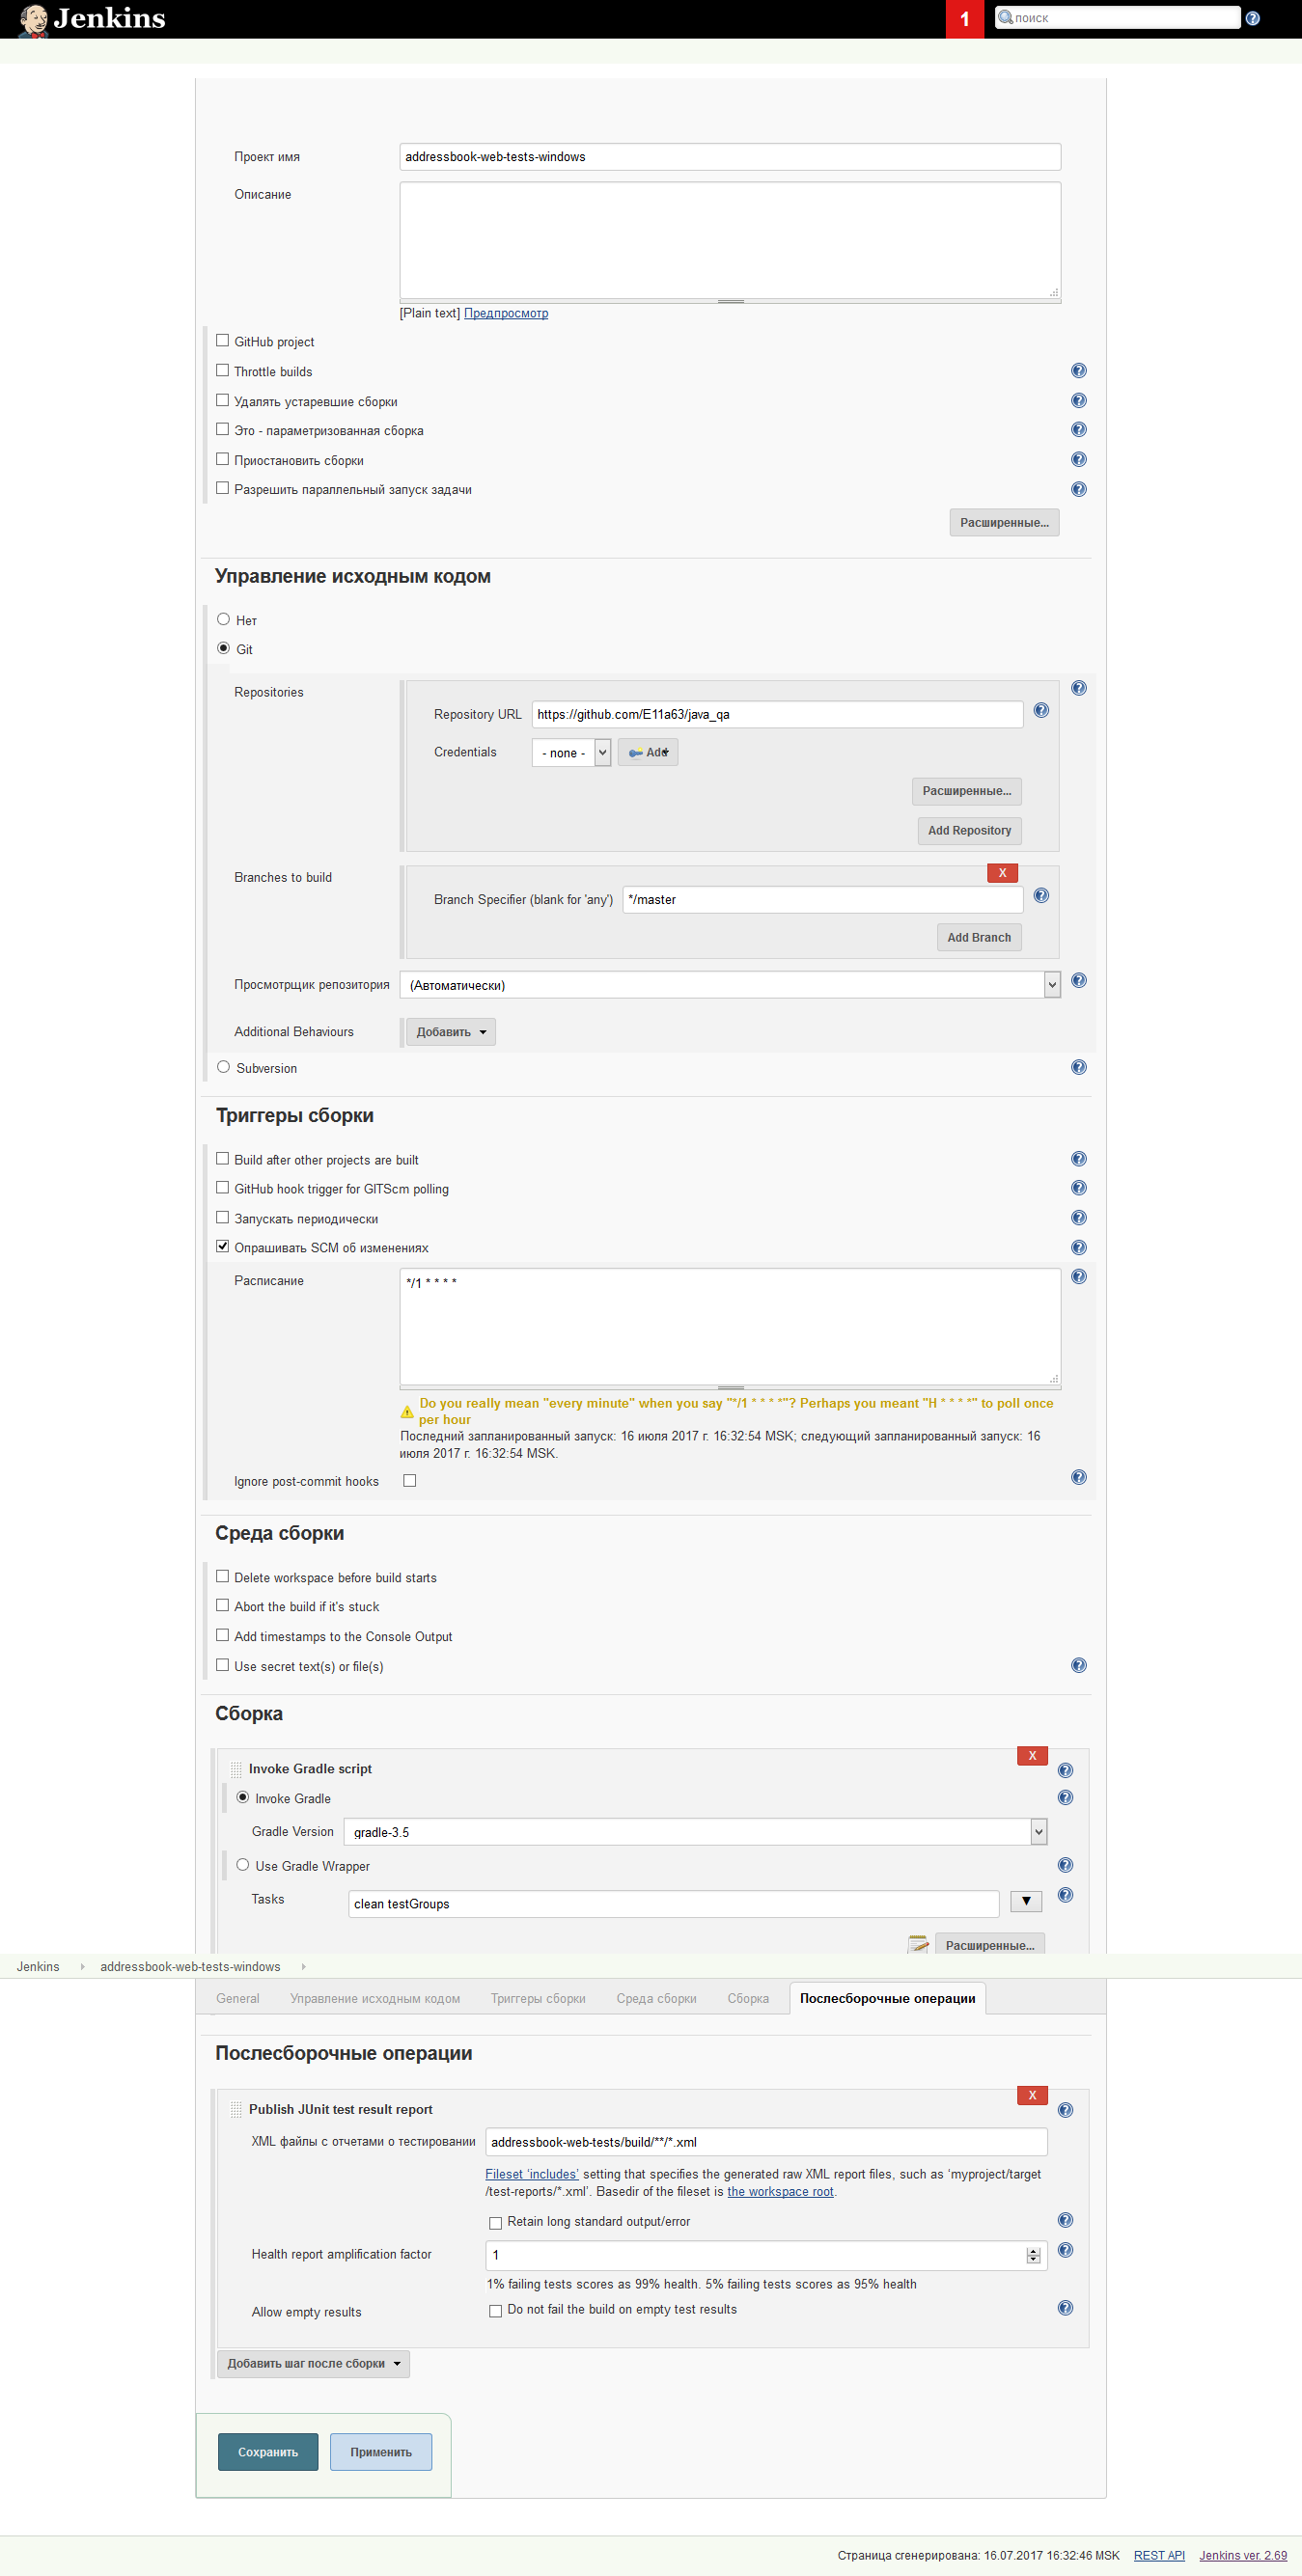 Jenkins
1
поиск
Проект имя
addressbook-web-tests-windows
Описание
[Plain text] Предпросмотр
GitHub project
Throttle builds
Удалять устаревшие сборки
Это - параметризованная сборка
Приостановить сборки
Разрешить параллельный запуск задачи
Расширенные...
Управление исходным кодом
Нет
Git
Repositories
Repository URL
https://github.com/E11a63/java_qa
Credentials
- none -
Add
Расширенные...
Add Repository
Branches to build
X
Branch Specifier (blank for 'any')
*/master
Add Branch
Просмотрщик репозитория
(Автоматически)
Additional Behaviours
Добавить
Subversion
Триггеры сборки
Build after other projects are built
GitHub hook trigger for GITScm polling
Запускать периодически
Опрашивать SCM об изменениях
Расписание
*/1 * * * *
Do you really mean "every minute" when you say "*/1 * * * *"? Perhaps you meant "H * * * *" to poll once
per hour
Последний запланированный запуск: 16 июля 2017 г. 16:32:54 MSK; следующий запланированный запуск: 16
июля 2017 г. 16:32:54 MSK.
Ignore post-commit hooks
Среда сборки
Delete workspace before build starts
Abort the build if it's stuck
Add timestamps to the Console Output
Use secret text(s) or file(s)
Сборка
X
Invoke Gradle script
Invoke Gradle
Gradle Version
gradle-3.5
Use Gradle Wrapper
Tasks
clean testGroups
Расширенные...
Jenkins
addressbook-web-tests-windows
General
Управление исходным кодом
Триггеры сборки
Среда сборки
Сборка
Послесборочные операции
Послесборочные операции
X
Publish JUnit test result report
XML файлы с отчетами о тестировании
addressbook-web-tests/build/**/*.xml
Fileset ‘includes’ setting that specifies the generated raw XML report files, such as ‘myproject/target
/test-reports/*.xml’. Basedir of the fileset is the workspace root.
Retain long standard output/error
Health report amplification factor
1
1% failing tests scores as 99% health. 5% failing tests scores as 95% health
Allow empty results
Do not fail the build on empty test results
Добавить шаг после сборки
Сохранить
Применить
Страница сгенерирована: 16.07.2017 16:32:46 MSK
REST API
Jenkins ver. 2.69